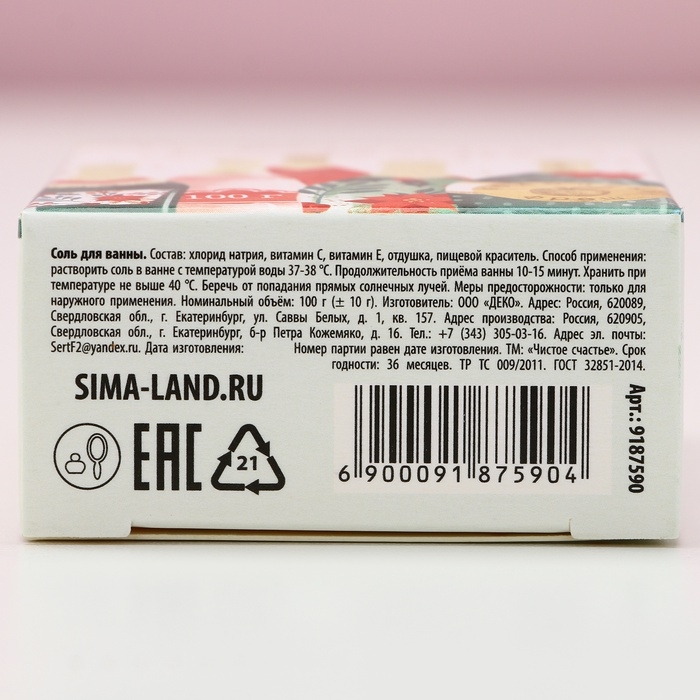 100 г
Соль для ванны. Состав: хлорид натрия, витамин С, витамин Е, отдушка, пищевой краситель. Способ применения:
растворить соль в ванне с температурой воды 37-38 °С. Продолжительность приёма ванны 10-15 минут. Хранить при
температуре не выше 40 °С. Беречь от попадания прямых солнечных лучей. Меры предосторожности: только для
наружного применения. Номинальный объём: 100 г (± 10 г). Изготовитель: ООО «ДЕКО». Адрес: Россия, 620089,
Свердловская обл., г. Екатеринбург, ул. Саввы Белых, д. 1, кв. 157. Адрес производства: Россия, 620905,
Свердловская обл., г. Екатеринбург, б-р Петра Кожемяко, д. 16. Тел.: +7 (343) 305-03-16. Адрес эл. почты:
SertF2@yandex.ru. Дата изготовления: Номер партии равен дате изготовления. ТМ: «Чистое счастье». Срок
годности: 36 месяцев. ТР ТС 009/2011. ГОСТ 32851-2014.
SIMA-LAND.RU
EAC
21
6 900091 875904
Арт.: 9187590